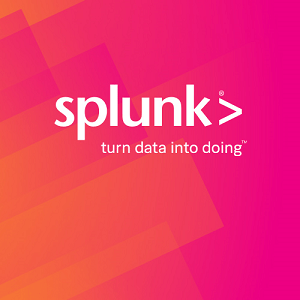 splunk®>
turn data into doing™